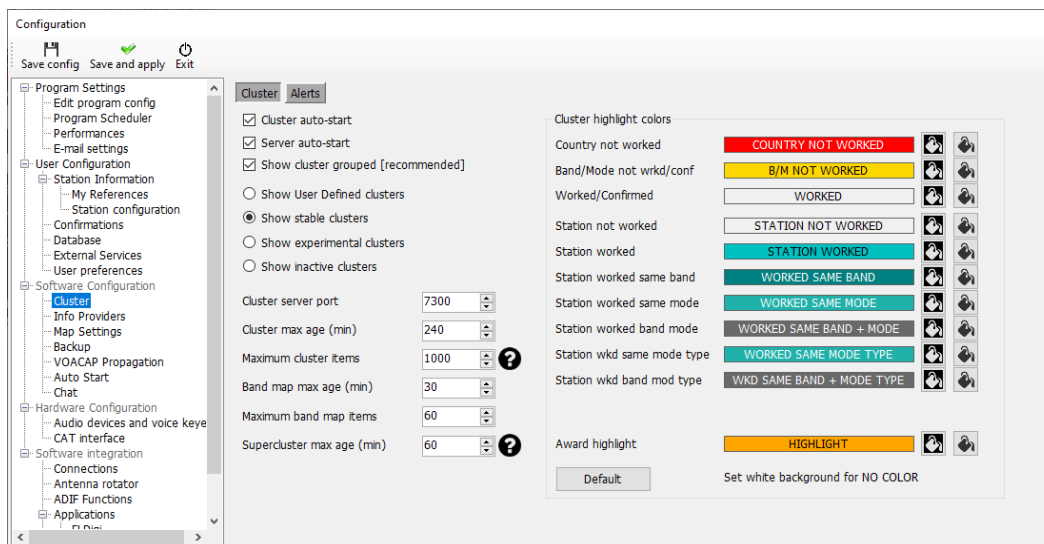 Configuration
Save config Save and apply Exit
Program Settings
Edit program config
Program Scheduler
Performances
E-mail settings
User Configuration
Station Information
My References
Station configuration
Confirmations
Database
External Services
User preferences
Software Configuration
Cluster
Info Providers
Map Settings
Backup
VOACAP Propagation
Auto Start
Chat
Hardware Configuration
Audio devices and voice keye
CAT interface
Software integration
Connections
Antenna rotator
ADIF Functions
Applications
Cluster Alerts
Cluster auto-start
Server auto-start
Show cluster grouped [recommended]
Show User Defined clusters
Show stable clusters
Show experimental clusters
Show inactive clusters
Cluster server port 7300
Cluster max age (min) 240
Maximum cluster items 1000 ?
Band map max age (min) 30
Maximum band map items 60
Supercluster max age (min) 60 ?
Cluster highlight colors
Country not worked COUNTRY NOT WORKED
Band/Mode not wrkd/conf B/M NOT WORKED
Worked/Confirmed WORKED
Station not worked STATION NOT WORKED
Station worked STATION WORKED
Station worked same band WORKED SAME BAND
Station worked same mode WORKED SAME MODE
Station worked band mode WORKED SAME BAND + MODE
Station wkd same mode type WORKED SAME MODE TYPE
Station wkd band mod type WKD SAME BAND + MODE TYPE
Award highlight HIGHLIGHT
Default Set white background for NO COLOR